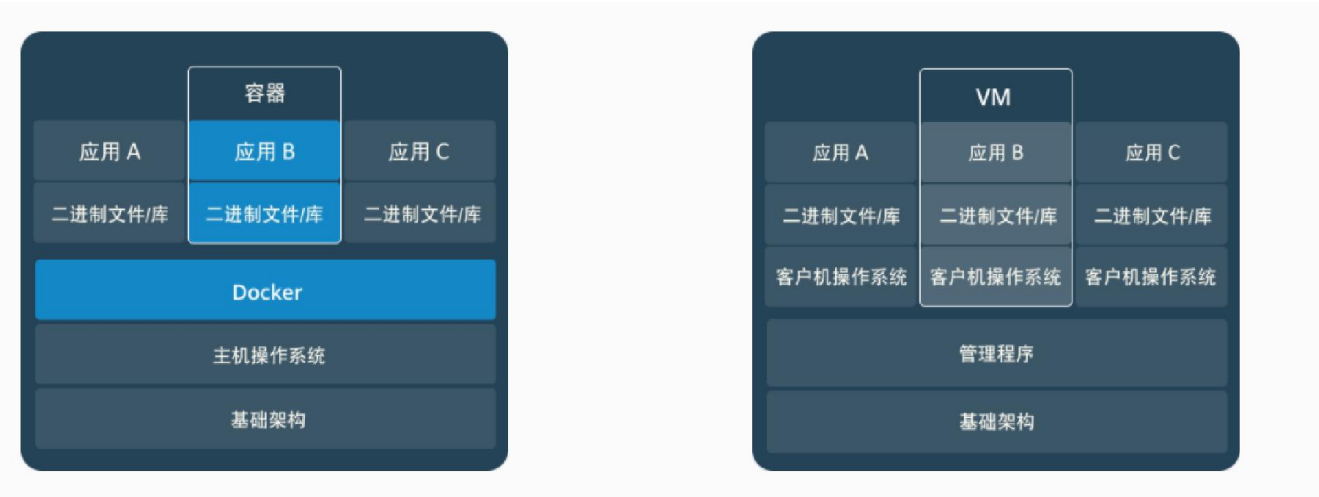 容器
应用 A
应用 B
应用 C
二进制文件/库
二进制文件/库
二进制文件/库
Docker
主机操作系统
基础架构
VM
应用 A
应用 B
应用 C
二进制文件/库
二进制文件/库
二进制文件/库
客户机操作系统
客户机操作系统
客户机操作系统
管理程序
基础架构